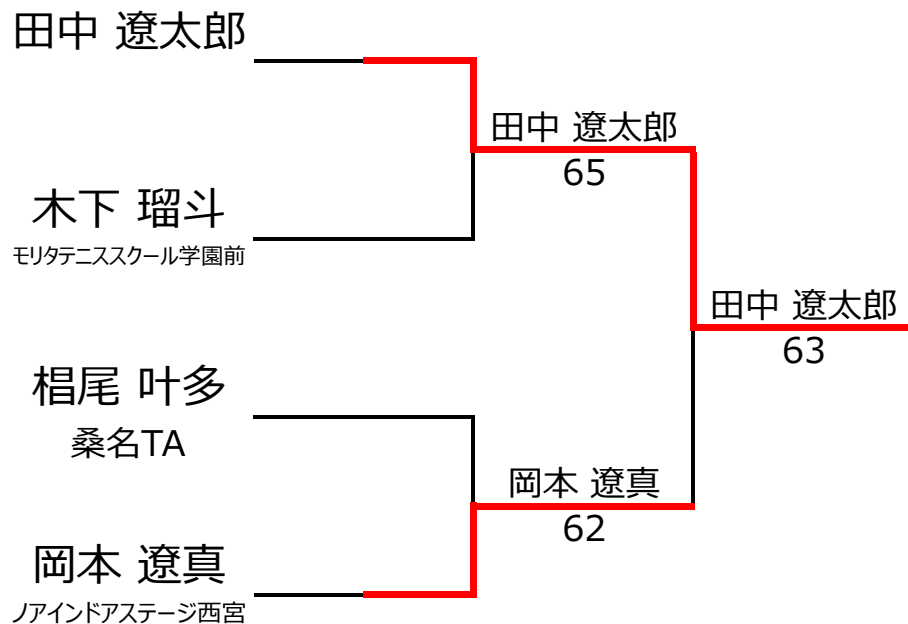 田中 遼太郎
木下 瑠斗
モリタテニススクール学園前
椙尾 叶多
桑名TA
岡本 遼真
ノアインドアステージ西宮
田中 遼太郎
65
岡本 遼真
62
田中 遼太郎
63